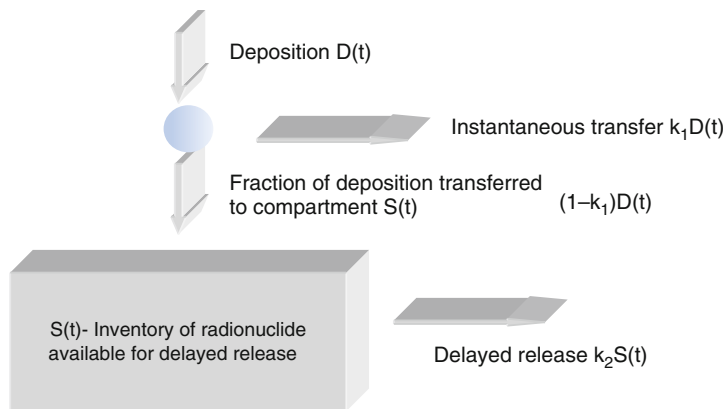 Deposition D(t)
Instantaneous transfer k₁D(t)
Fraction of deposition transferred
to compartment S(t)
(1–k₁)D(t)
S(t)- Inventory of radionuclide
available for delayed release
Delayed release k₂S(t)